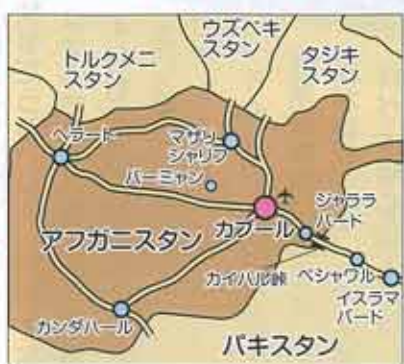 ウズベキ
スタン
トルクメニ
スタン
タジキ
スタン
ヘラート
マザリ
シャリフ
バーミヤン
アフガニスタン
カブール
ジャララ
バード
カイバル峠
ペシャワル
イスラマ
バード
カンダハール
パキスタン